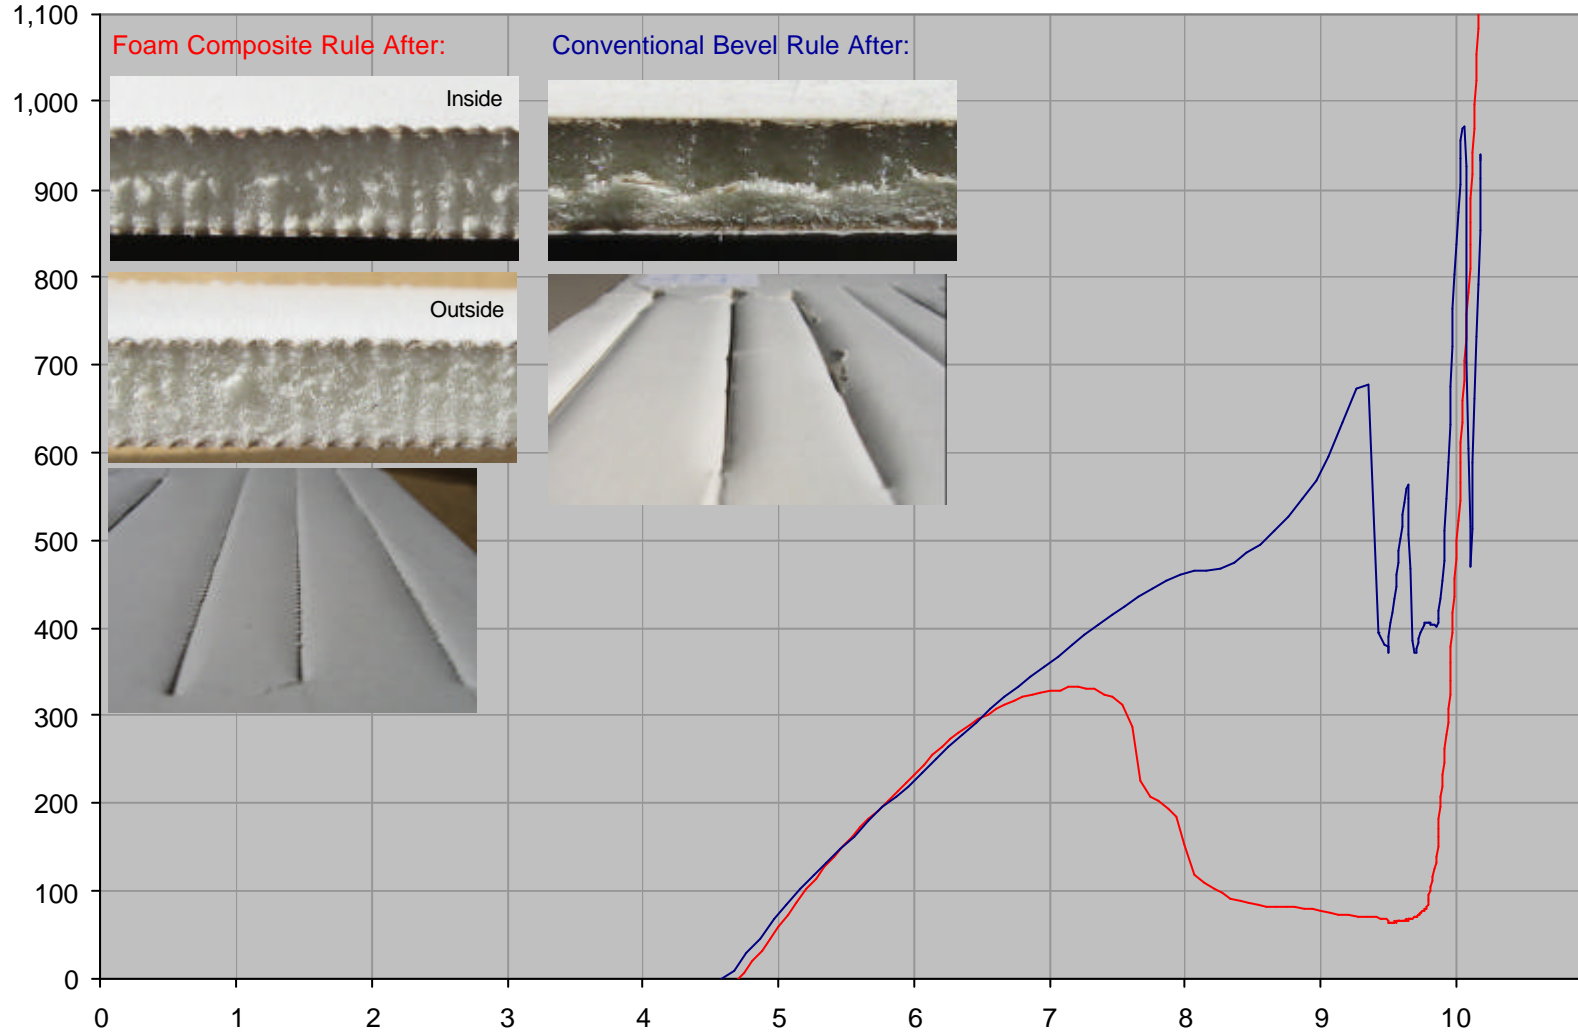 1,100
Foam Composite Rule After:
Conventional Bevel Rule After:
1,000
Inside
900
800
Outside
700
600
500
400
300
200
100
0
0 1 2 3 4 5 6 7 8 9 10